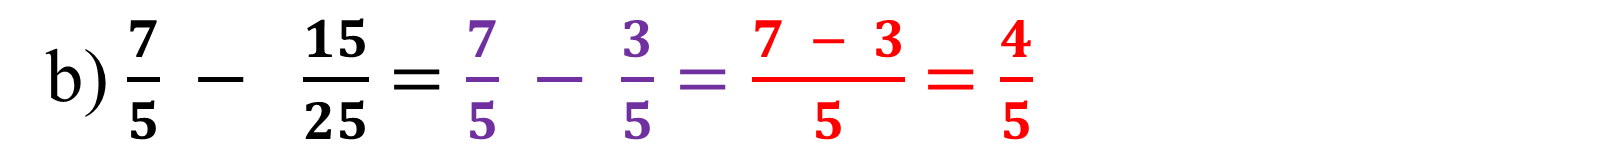 b) 7/5 − 15/25 = 7/5 − 3/5 = (7 − 3)/5 = 4/5